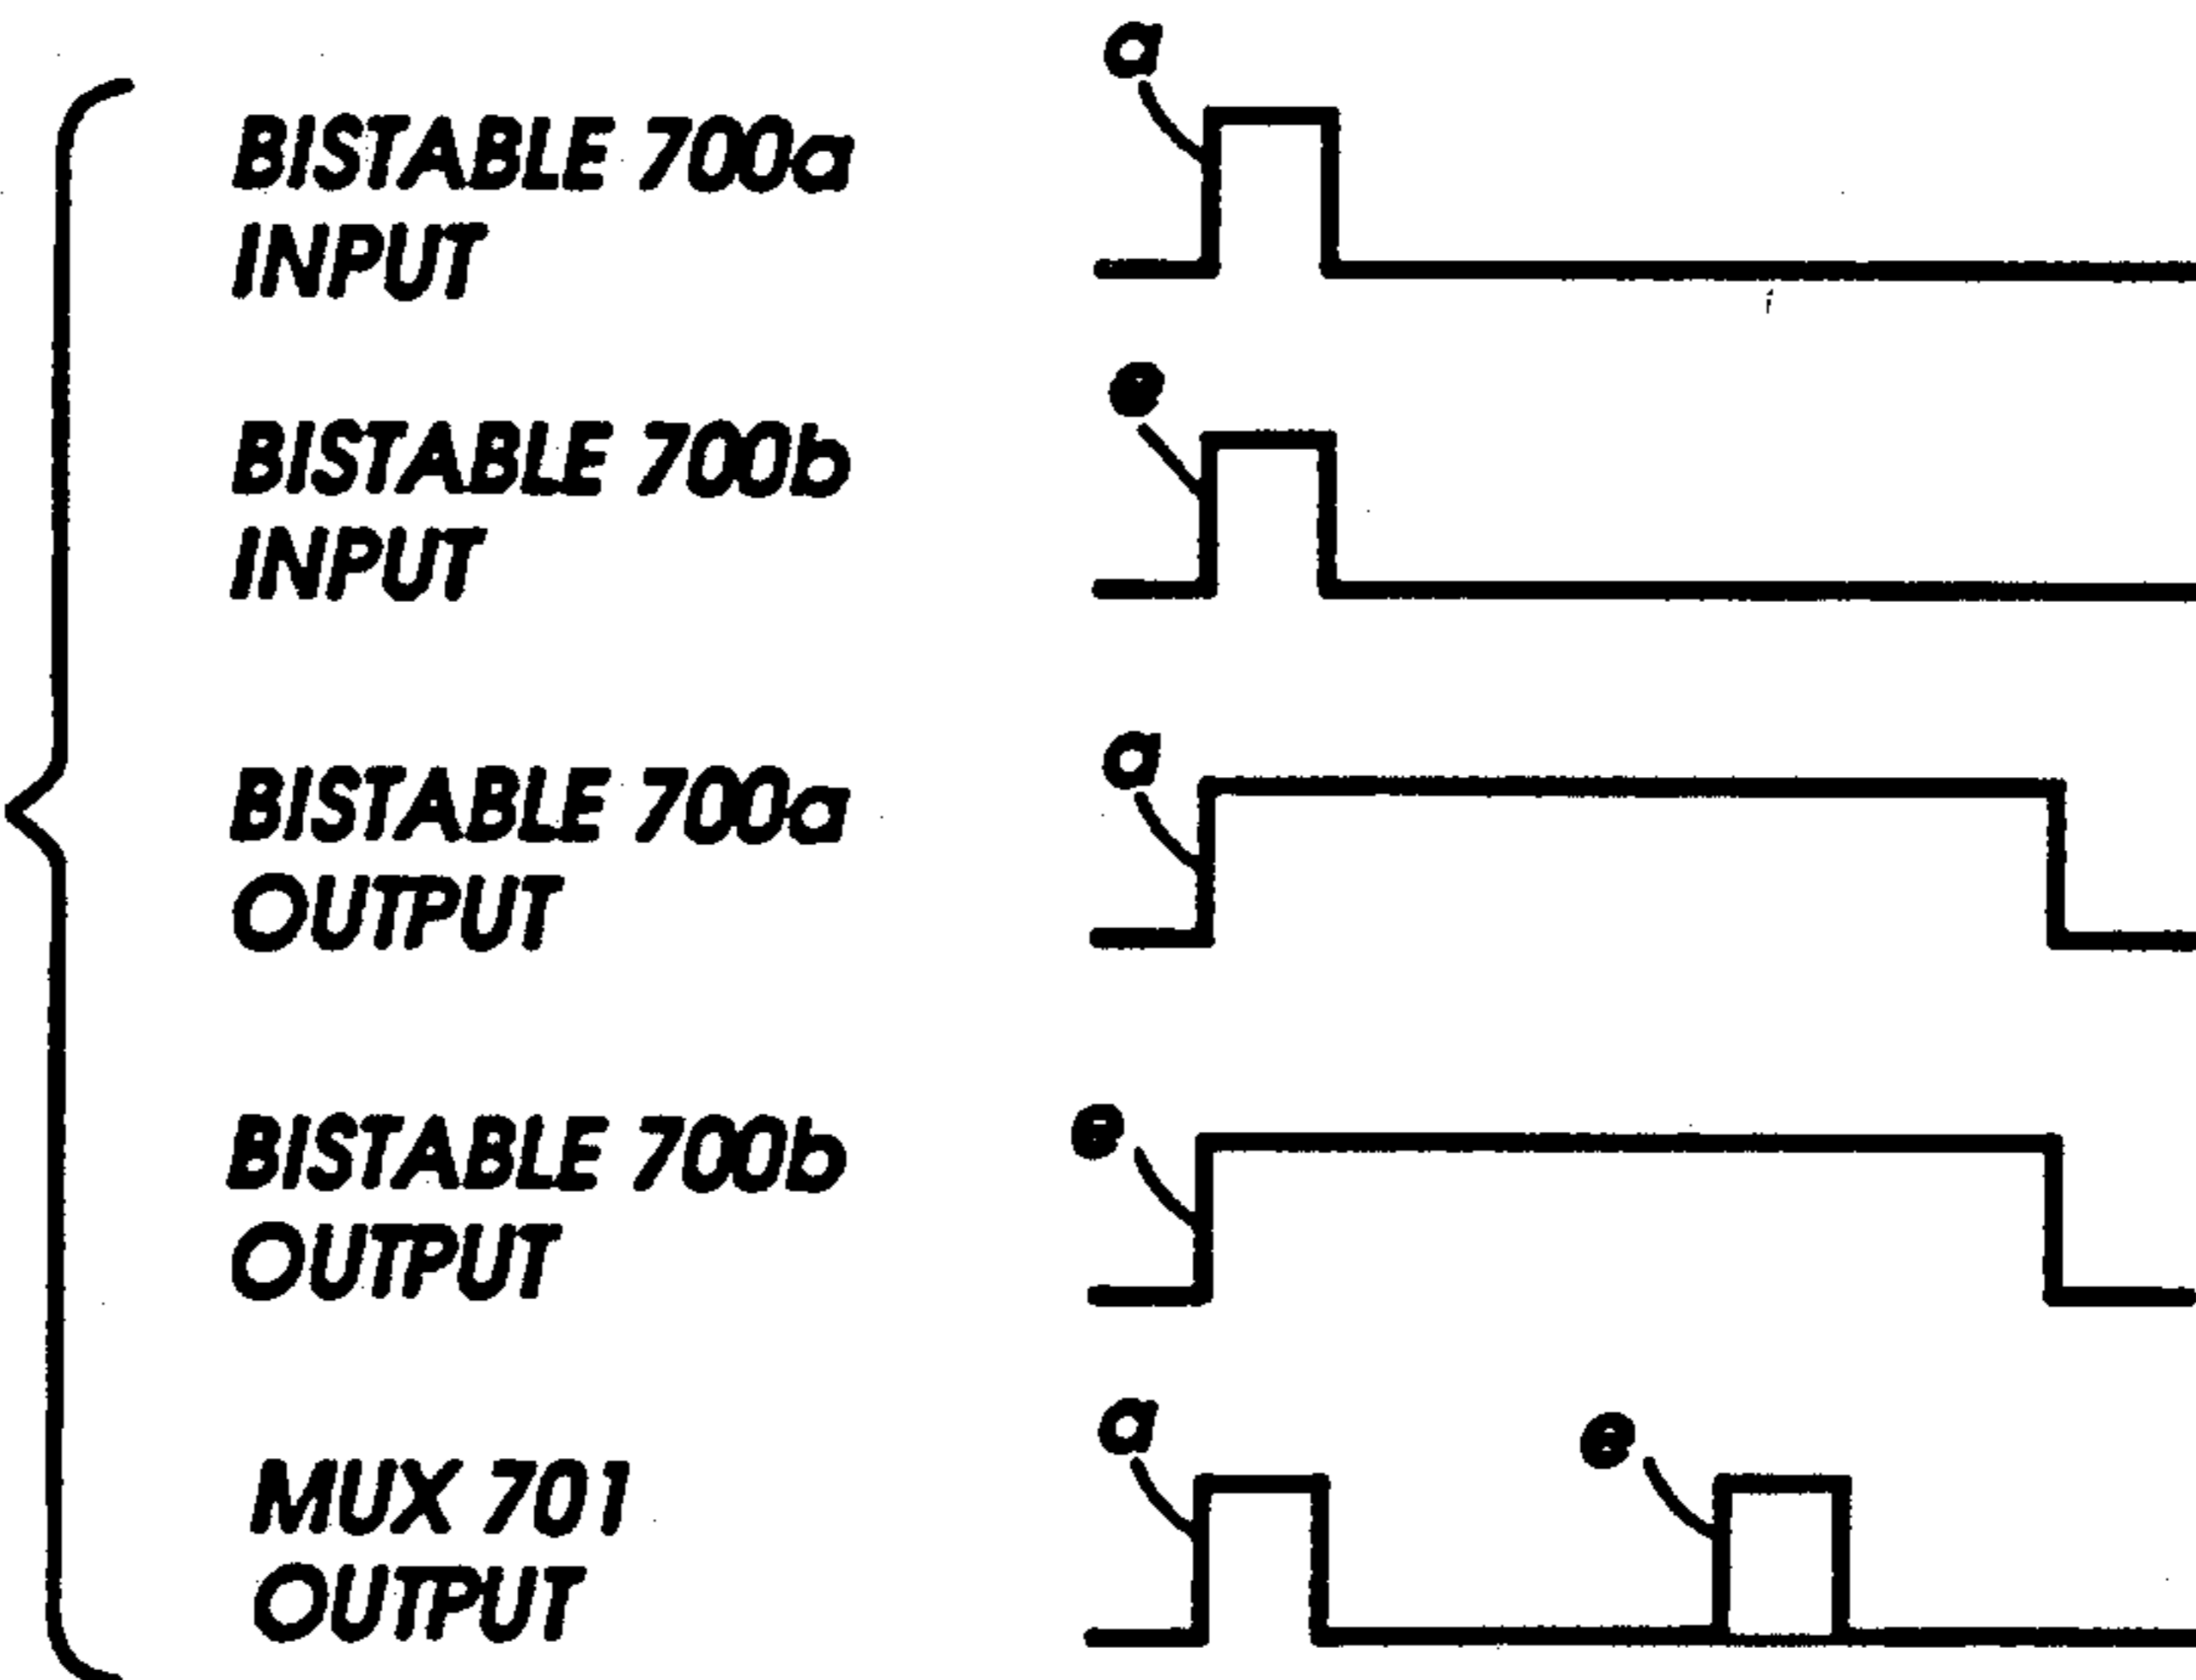 a
BISTABLE 700a
INPUT
e
BISTABLE 700b
INPUT
a
BISTABLE 700a
OUTPUT
e
BISTABLE 700b
OUTPUT
a
e
MUX 701
OUTPUT